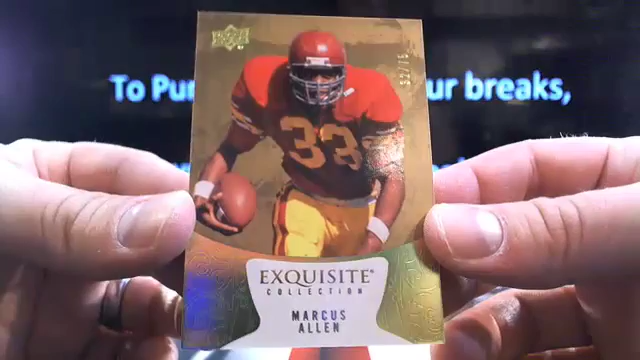 To Pur
ur breaks,
33
EXQUISITE
COLLECTION
MARCUS
ALLEN